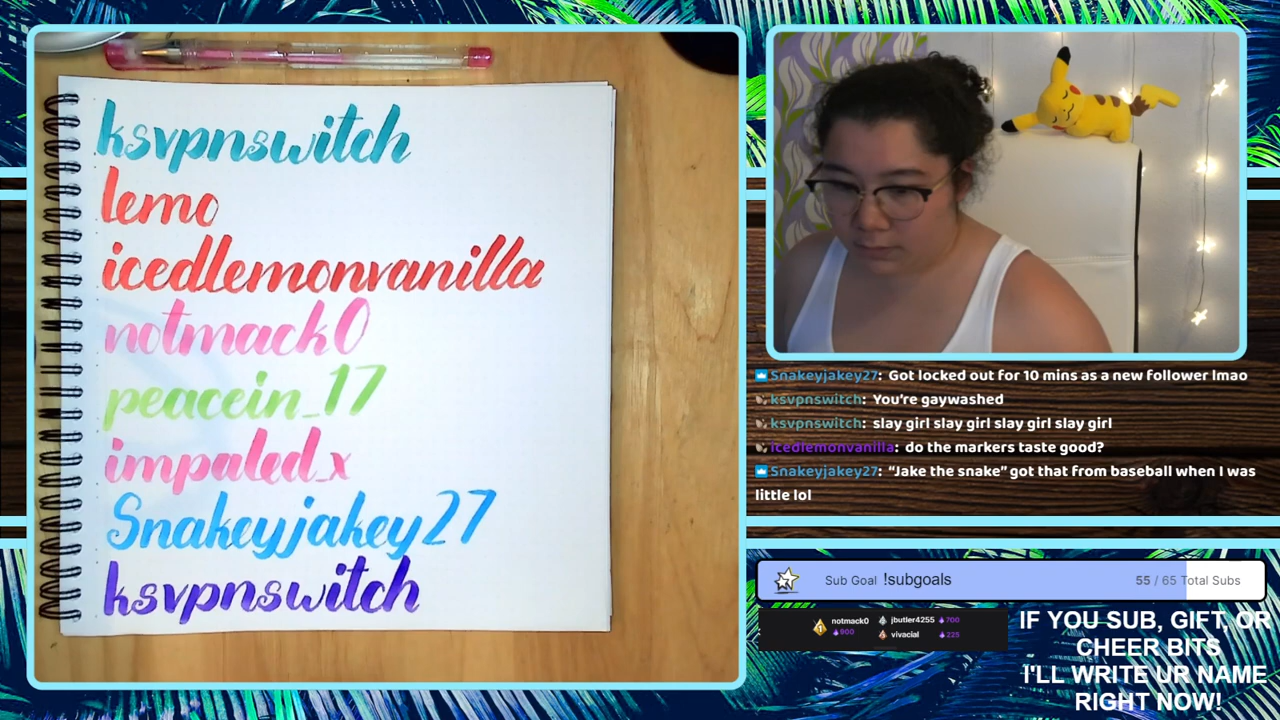 ksvpnswitch
lemo
icedlemonvanilla
notmack0
peacein_17
impaled_x
Snakeyjakey27
ksvpnswitch
Snakeyjakey27: Got locked out for 10 mins as a new follower lmao
ksvpnswitch: You’re gaywashed
ksvpnswitch: slay girl slay girl slay girl slay girl
icedlemonvanilla: do the markers taste good?
Snakeyjakey27: “Jake the snake” got that from baseball when I was
little lol
Sub Goal !subgoals 55 / 65 Total Subs
1 notmack0 900
jbutler4255 700
vivacial 225
IF YOU SUB, GIFT, OR
CHEER BITS
I'LL WRITE UR NAME
RIGHT NOW!